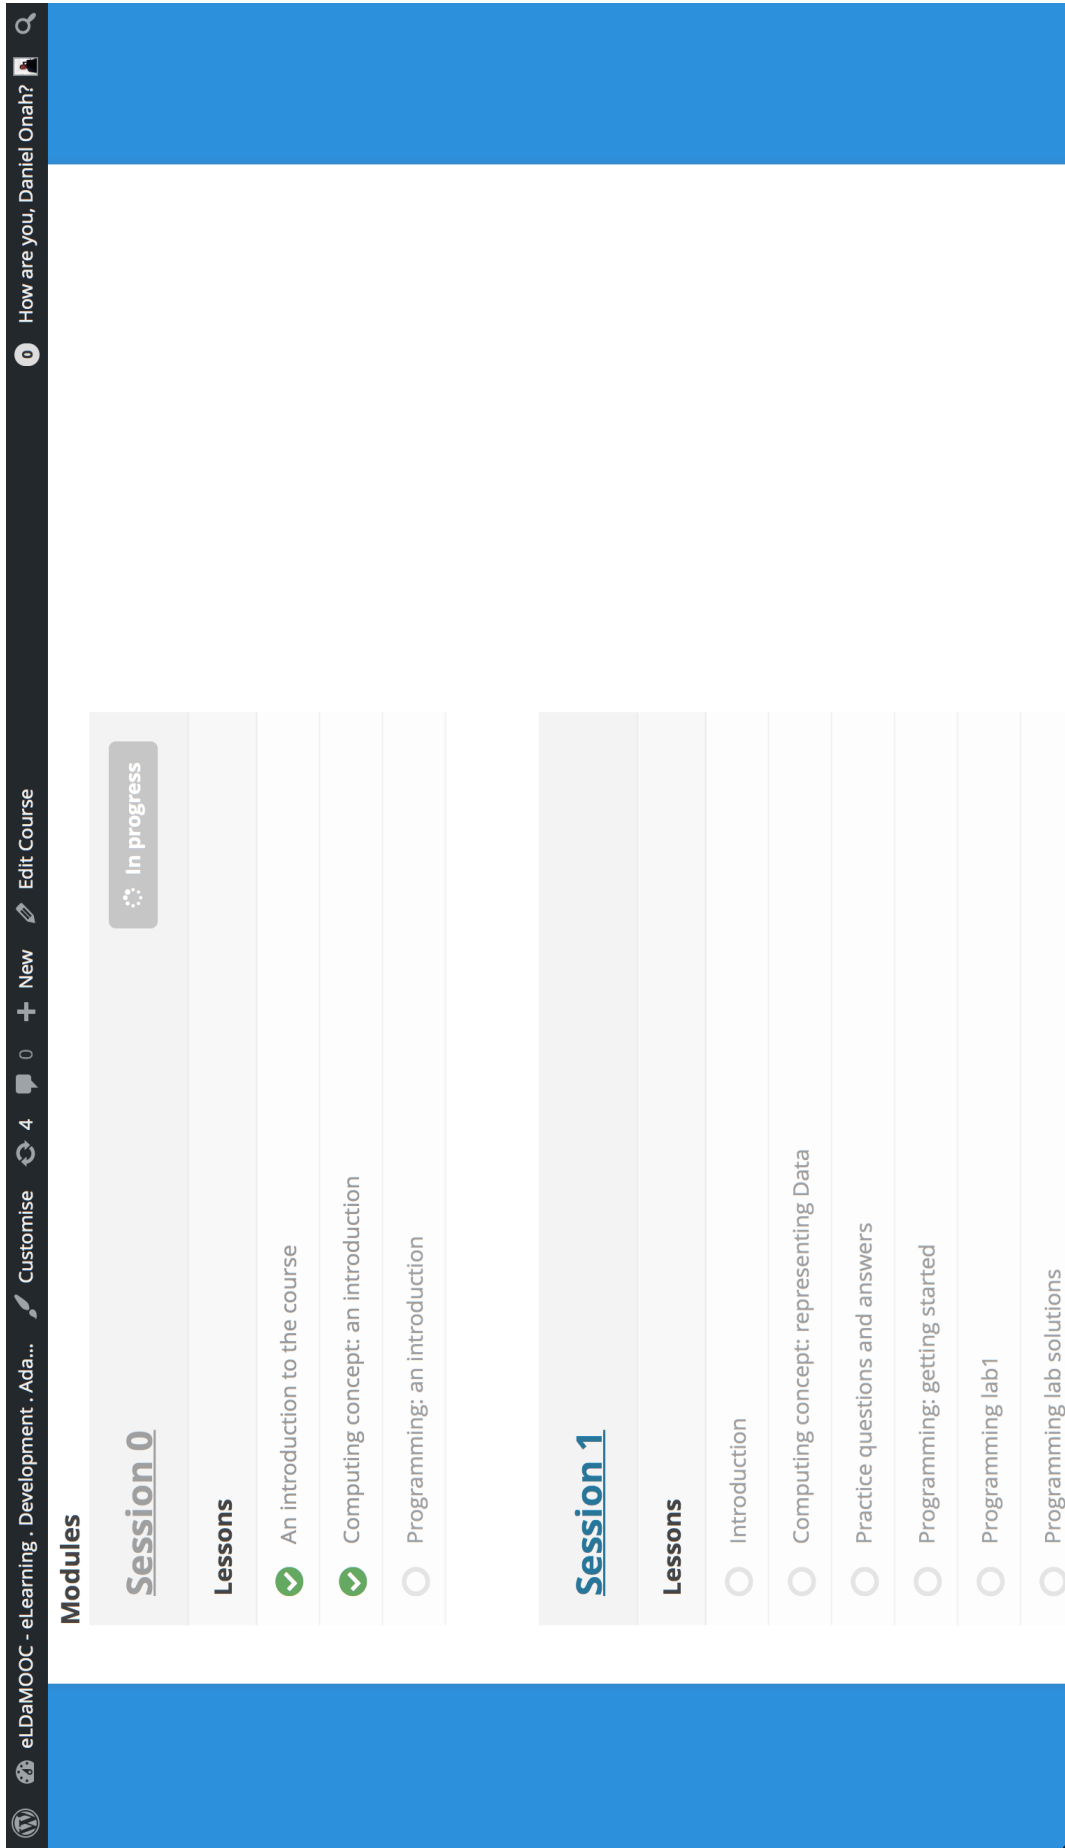 eLDaMOOC - eLearning . Development . Ada... Customise 4 0 New Edit Course 0 How are you, Daniel Onah?
Modules
Session 0 In progress
Lessons
An introduction to the course
Computing concept: an introduction
Programming: an introduction
Session 1
Lessons
Introduction
Computing concept: representing Data
Practice questions and answers
Programming: getting started
Programming lab1
Programming lab solutions